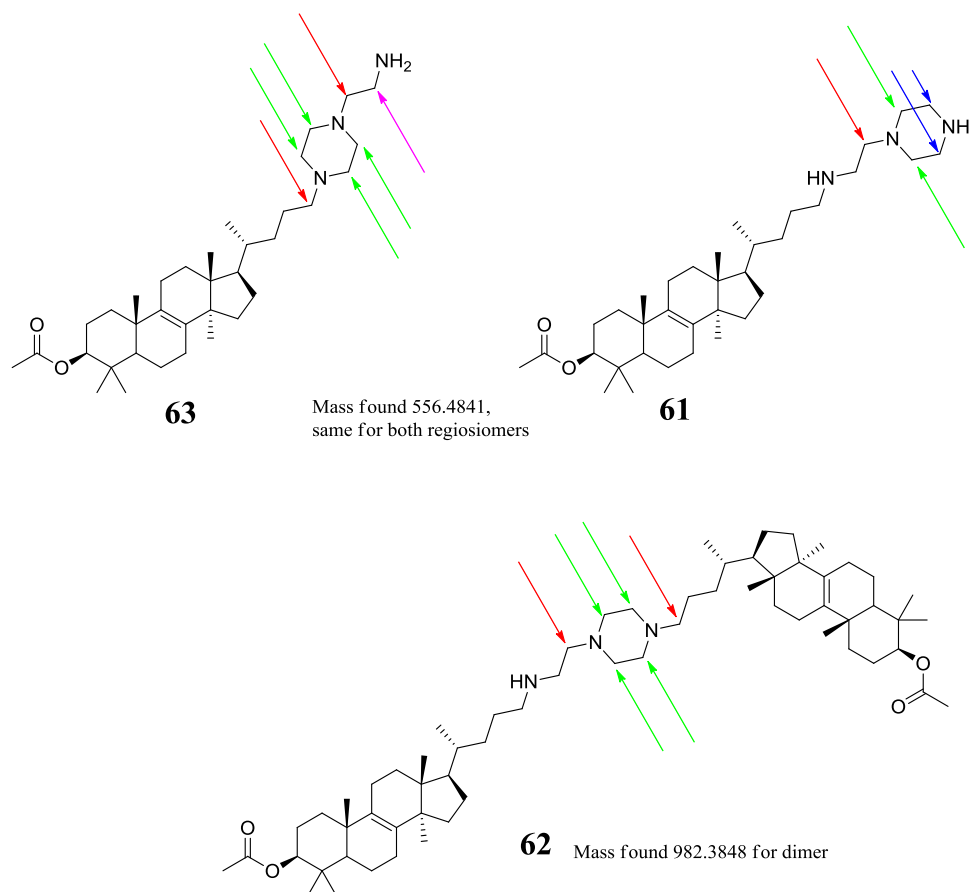 NH2
N
N
O
O
63
N
NH
HN
O
O
61
Mass found 556.4841,
same for both regiosiomers
N
N
HN
O
O
O
O
62
Mass found 982.3848 for dimer